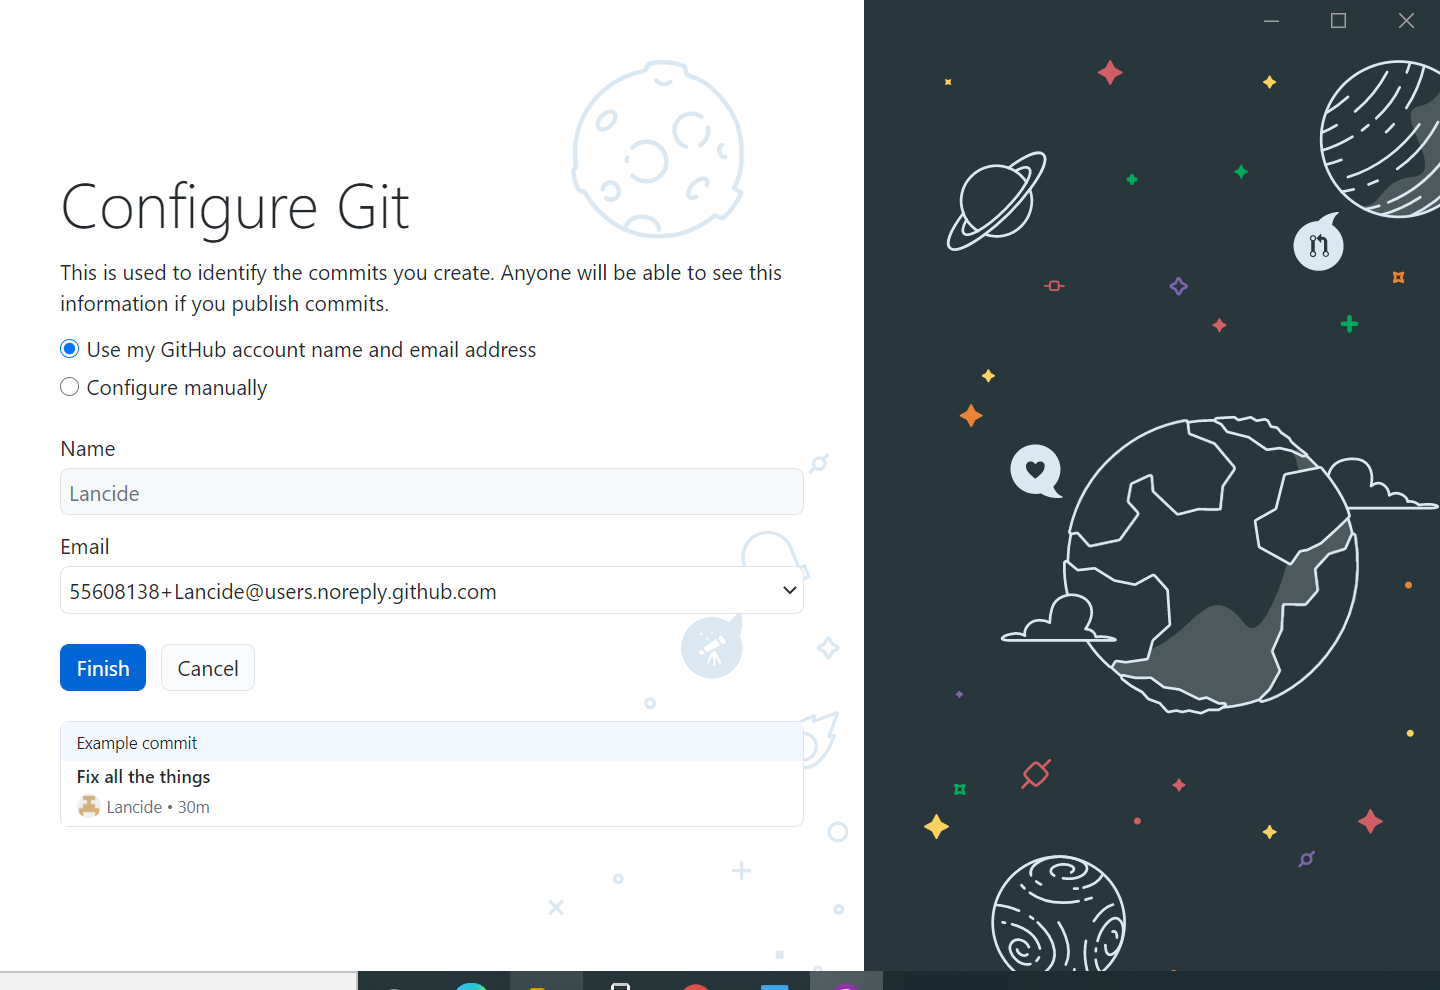 Configure Git
This is used to identify the commits you create. Anyone will be able to see this
information if you publish commits.
Use my GitHub account name and email address
Configure manually
Name
Lancide
Email
55608138+Lancide@users.noreply.github.com
Finish Cancel
Example commit
Fix all the things
Lancide • 30m